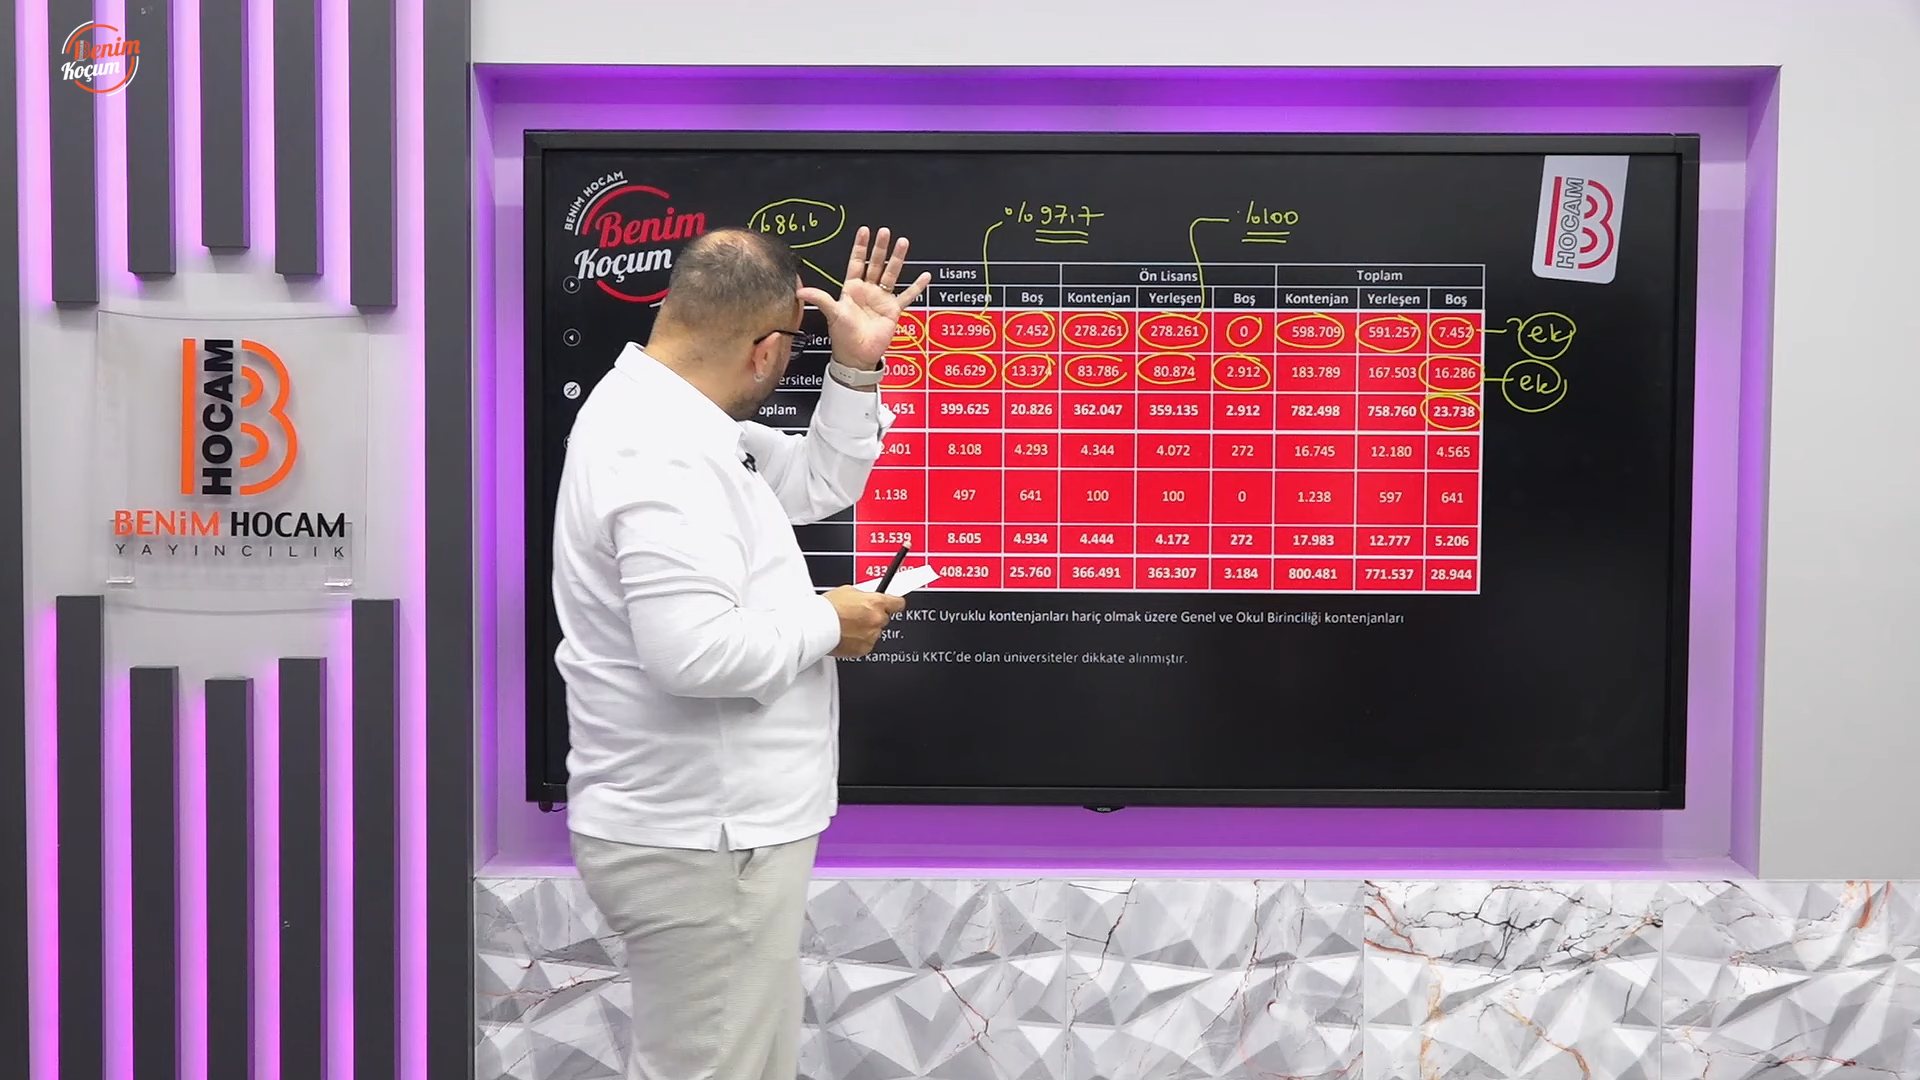 Benim
Koçum
BENİM HOCAM
Benim
Koçum
HOCAM
HOCAM
BENiM HOCAM
YAYINCILIK
%97,7
%100
Lisans Ön Lisans Toplam
Yerleşen Boş Kontenjan Yerleşen Boş Kontenjan Yerleşen Boş
312.996 7.452 278.261 278.261 0 598.709 591.257 7.452 ek
86.629 13.374 83.786 80.874 2.912 183.789 167.503 16.286 ek
399.625 20.826 362.047 359.135 2.912 782.498 758.760 23.738
8.108 4.293 4.344 4.072 272 16.745 12.180 4.565
1.138 497 641 100 100 0 1.238 597 641
13.539 8.605 4.934 4.444 4.172 272 17.983 12.777 5.206
408.230 25.760 366.491 363.307 3.184 800.481 771.537 28.944
ve KKTC Uyruklu kontenjanları hariç olmak üzere Genel ve Okul Birinciliği kontenjanları
kampüsü KKTC'de olan üniversiteler dikkate alınmıştır.